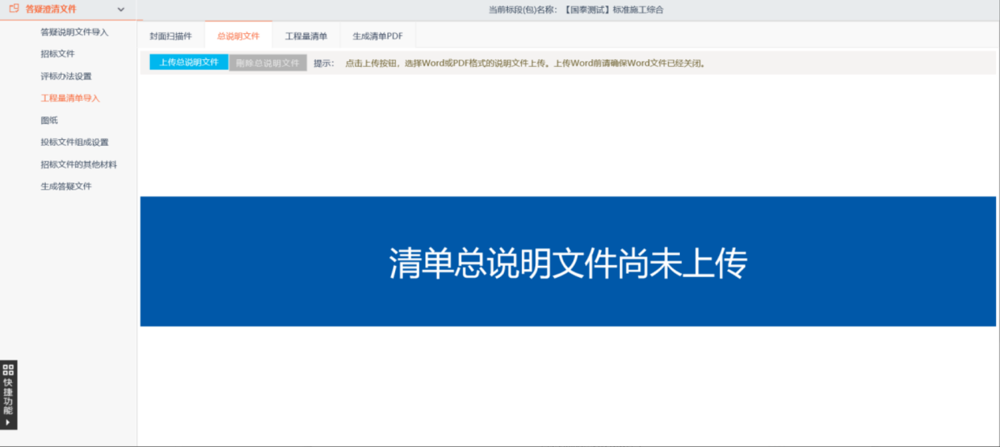 答疑澄清文件
当前标段(包)名称：【国泰测试】标准施工综合
答疑说明文件导入
招标文件
评标办法设置
工程量清单导入
图纸
投标文件组成设置
招标文件的其他材料
生成答疑文件
封面扫描件
总说明文件
工程量清单
生成清单PDF
上传总说明文件
删除总说明文件
提示： 点击上传按钮，选择Word或PDF格式的说明文件上传。上传Word前请确保Word文件已经关闭。
清单总说明文件尚未上传
快捷功能